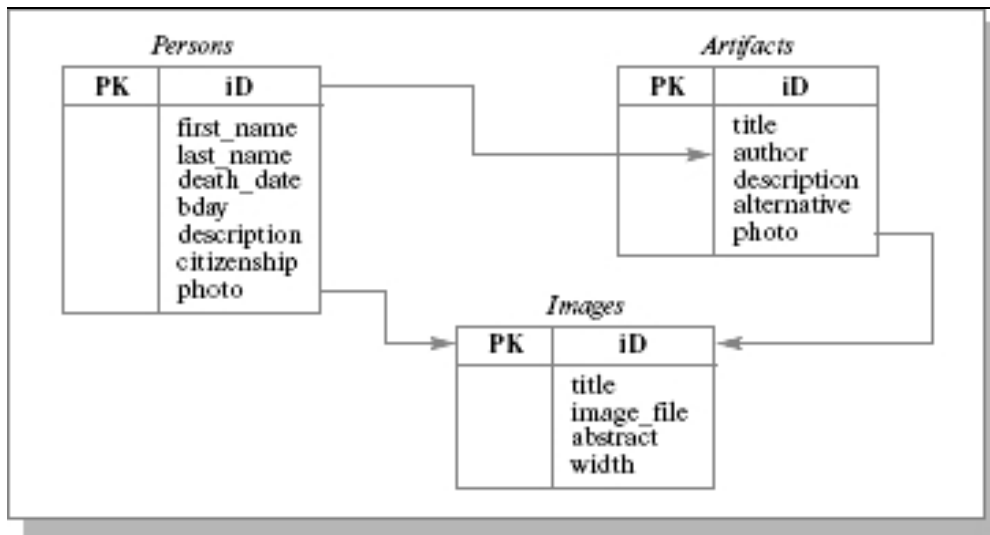 Persons
PK iD
first_name
last_name
death_date
bday
description
citizenship
photo
Artifacts
PK iD
title
author
description
alternative
photo
Images
PK iD
title
image_file
abstract
width